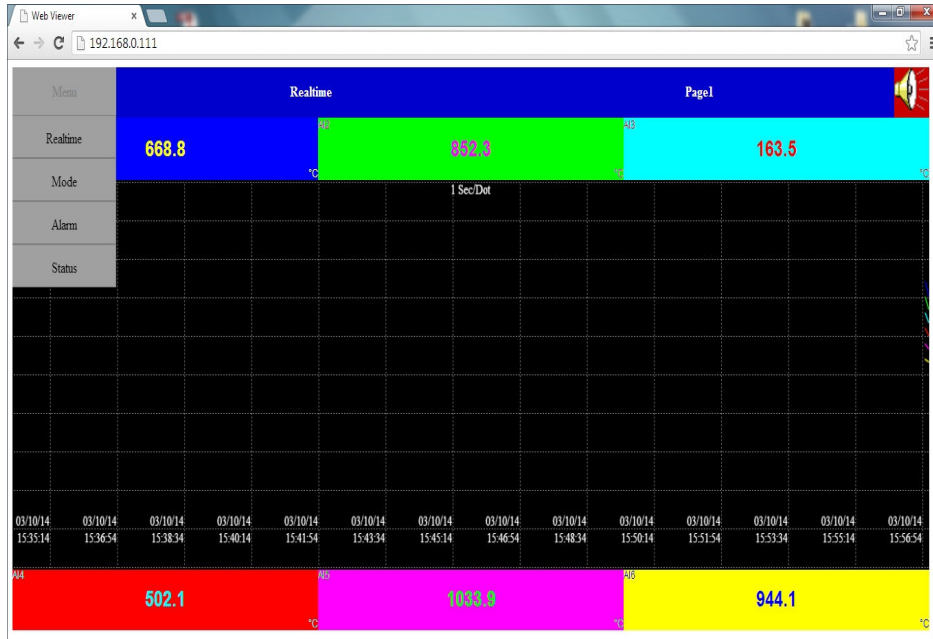 Web Viewer
192.168.0.111
Menu
Realtime
Page1
Realtime
Mode
Alarm
Status
668.8
°C
AI2
852.3
°C
AI3
163.5
°C
1 Sec/Dot
03/10/14 03/10/14 03/10/14 03/10/14 03/10/14 03/10/14 03/10/14 03/10/14 03/10/14 03/10/14 03/10/14 03/10/14 03/10/14 03/10/14
15:35:14 15:36:54 15:38:34 15:40:14 15:41:54 15:43:34 15:45:14 15:46:54 15:48:34 15:50:14 15:51:54 15:53:34 15:55:14 15:56:54
AI4
502.1
°C
AI5
1033.9
°C
AI6
944.1
°C